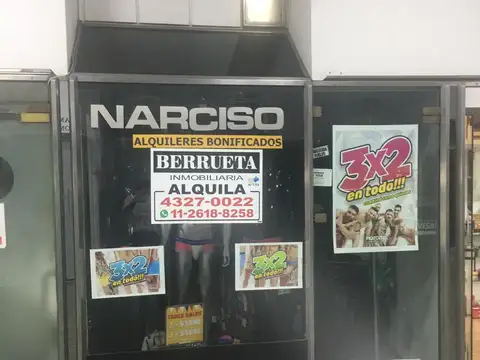 NARCISO
ALQUILERES BONIFICADOS
BERRUETA
INMOBILIARIA
ALQUILA
4327-0022
11-2618-8258
3x2
en todo!!!
3x2
en todo!!!
3x2
en todo!!!